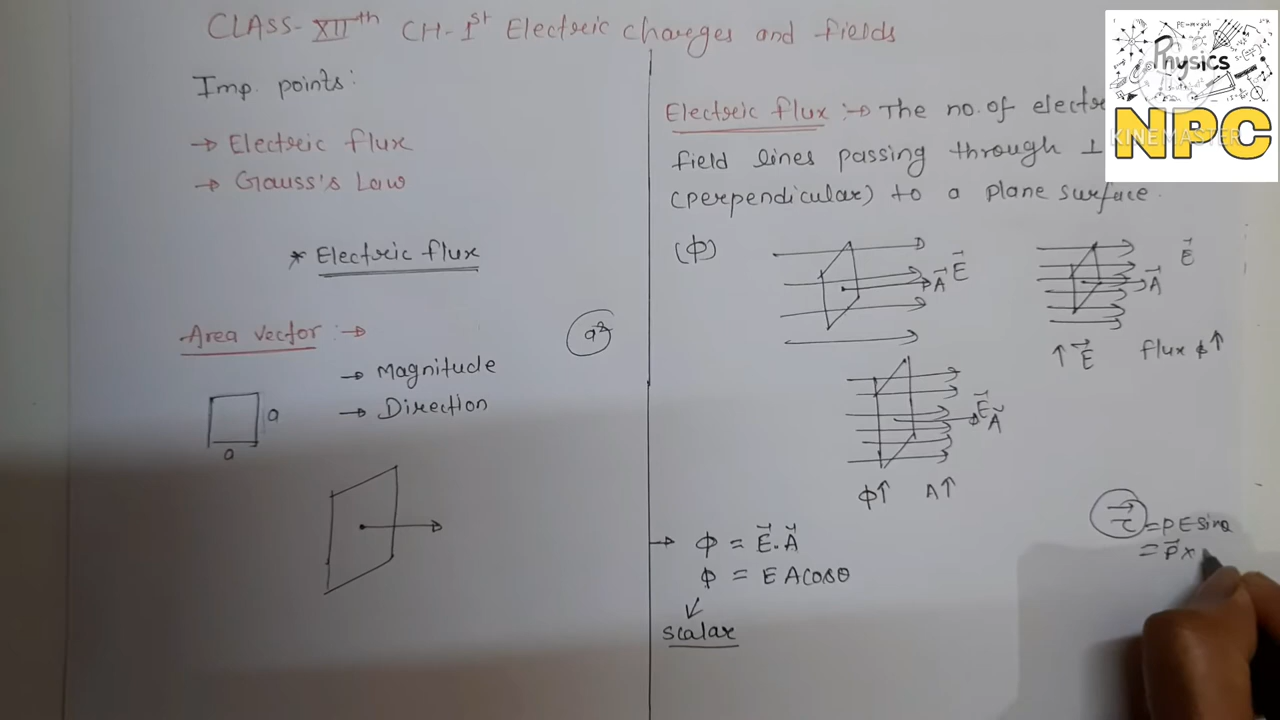 CLASS-XIIth CH-1st Electric charges and fields
Imp. points:
→ Electric flux
→ Gauss's Law
* Electric flux
Area vector :→
a²
→ Magnitude
→ Direction
a
a
Electric flux :→ The no. of electr
field lines passing through ⊥
(perpendicular) to a plane surface.
(ϕ)
A⃗ E⃗
E⃗
A⃗
↑ E⃗ flux ϕ↑
E⃗
A⃗
ϕ↑ A↑
→ ϕ = E⃗.A⃗
ϕ = E A cosθ
scalar
τ⃗ = PE sinθ
= P⃗ x
Physics
NPC
KINEMASTER